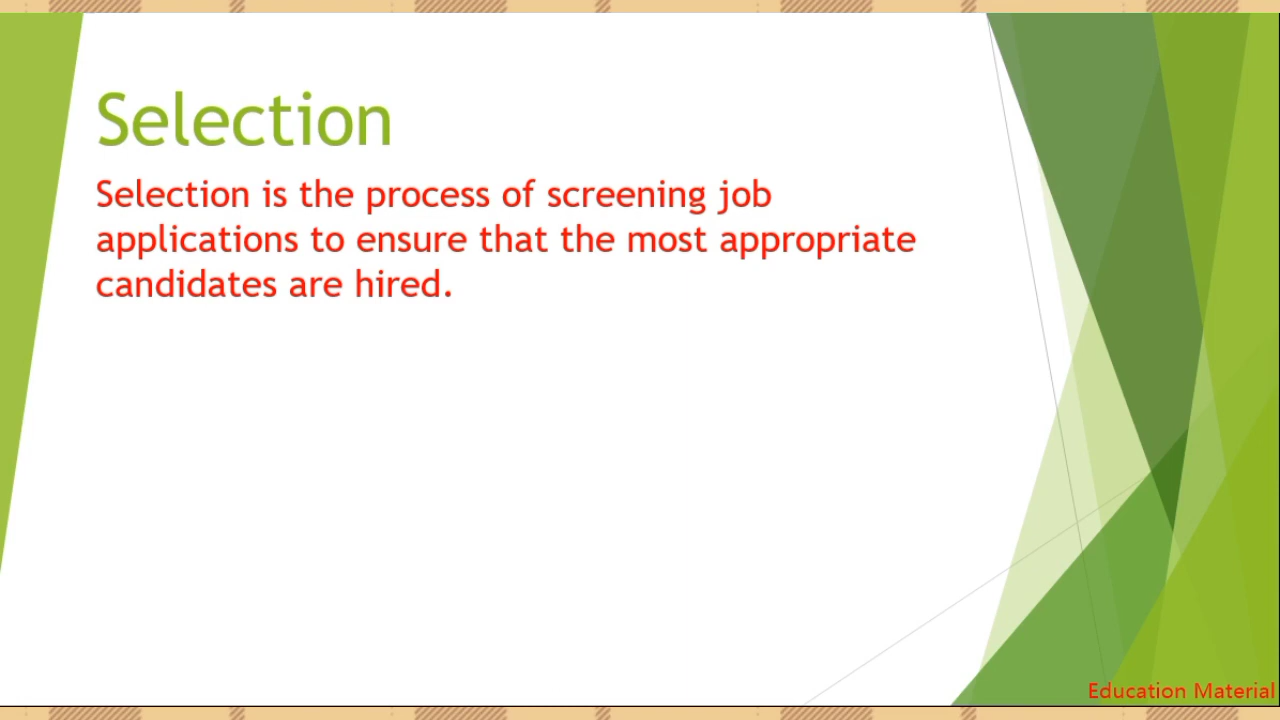 Selection
Selection is the process of screening job
applications to ensure that the most appropriate
candidates are hired.
Education Material